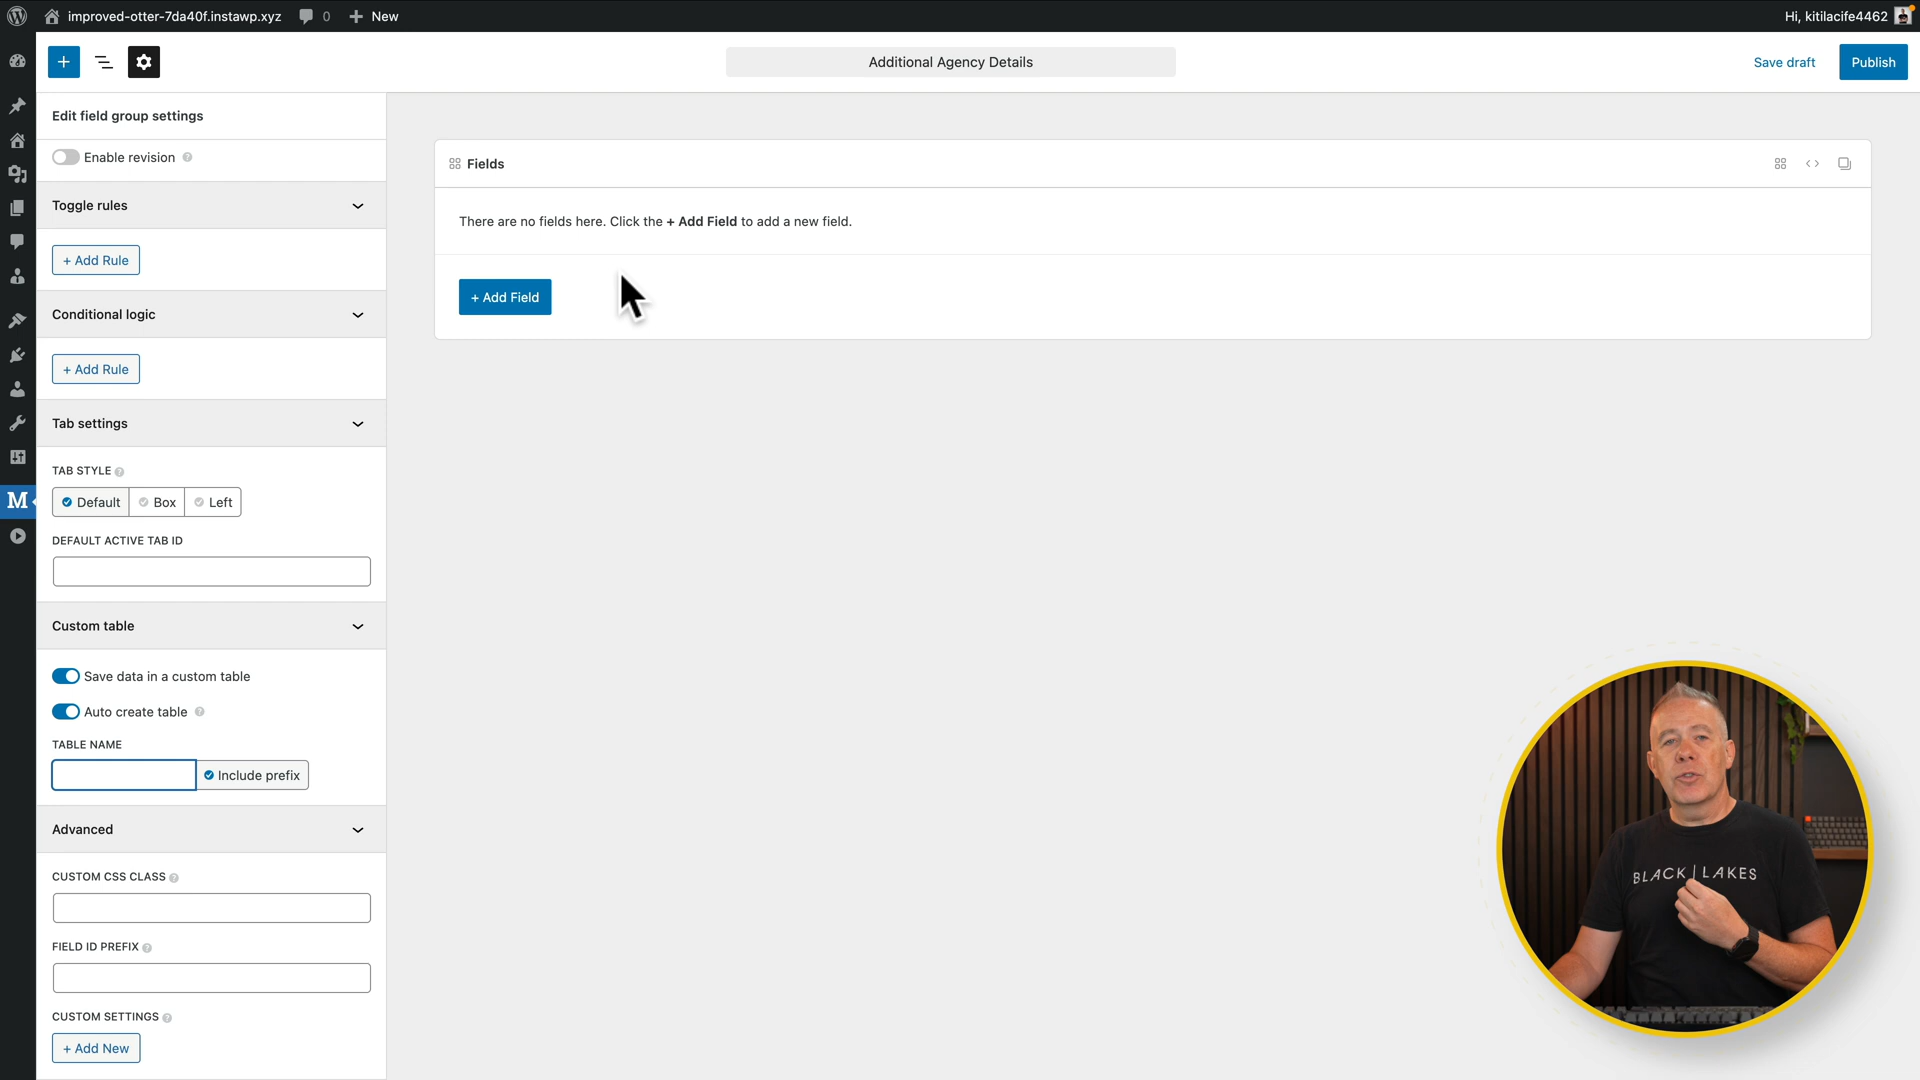 improved-otter-7da40f.instawp.xyz 0 New Hi, kitilacife4462
Additional Agency Details Save draft Publish
Edit field group settings
Enable revision
Toggle rules
+ Add Rule
Conditional logic
+ Add Rule
Tab settings
TAB STYLE
Default Box Left
DEFAULT ACTIVE TAB ID
Custom table
Save data in a custom table
Auto create table
TABLE NAME
Include prefix
Advanced
CUSTOM CSS CLASS
FIELD ID PREFIX
CUSTOM SETTINGS
+ Add New
Fields
There are no fields here. Click the + Add Field to add a new field.
+ Add Field
BLACK | LAKES